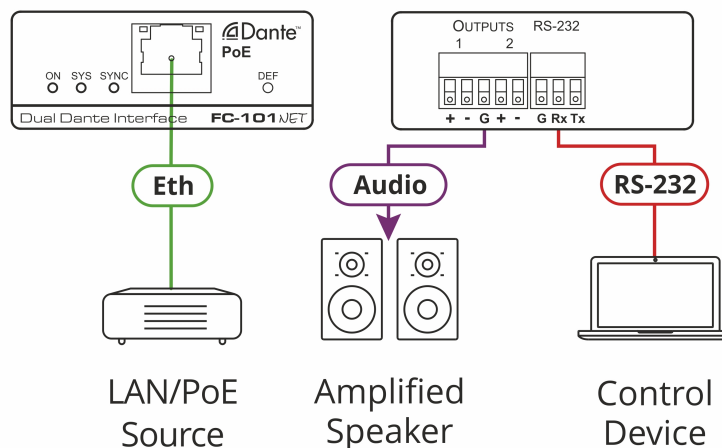 Dante™
PoE
ON SYS SYNC DEF
Dual Dante Interface FC-101NET
OUTPUTS RS-232
1 2
+ - G + - G Rx Tx
Eth
Audio
RS-232
LAN/PoE
Source
Amplified
Speaker
Control
Device